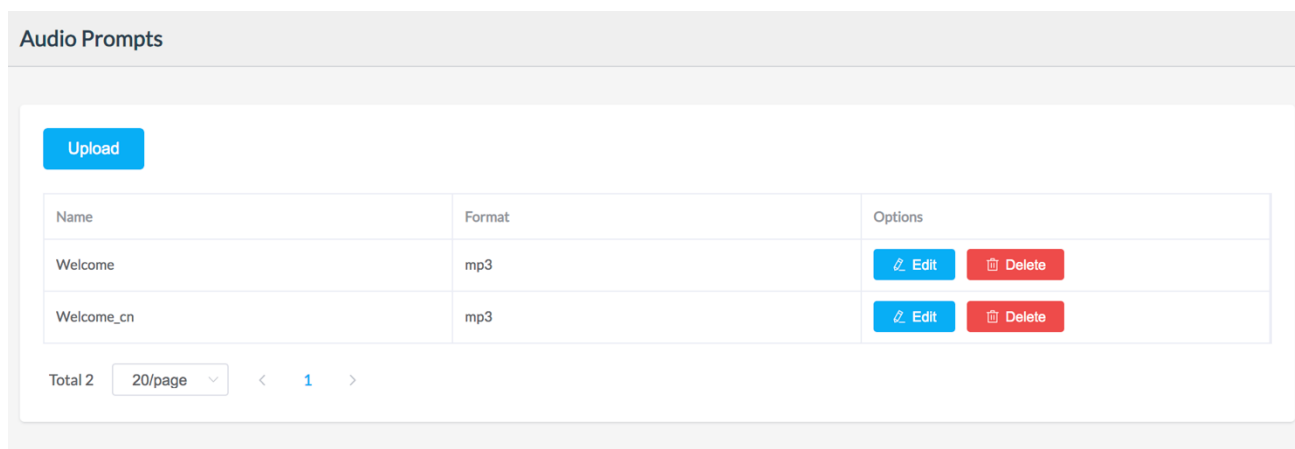 Audio Prompts
Upload
Name Format Options
Welcome mp3 Edit Delete
Welcome_cn mp3 Edit Delete
Total 2 20/page < 1 >